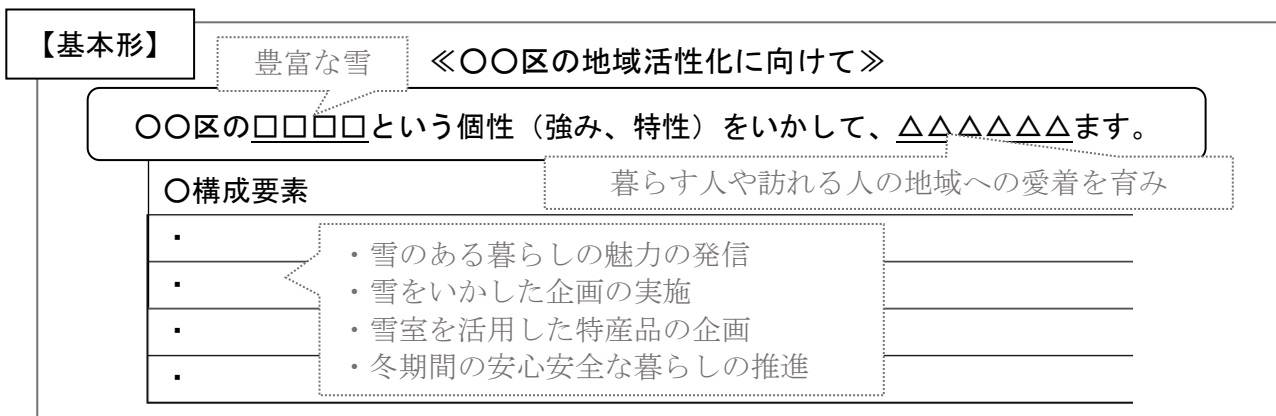 【基本形】
豊富な雪
≪〇〇区の地域活性化に向けて≫
〇〇区の□□□□という個性（強み、特性）をいかして、△△△△△△ます。
暮らす人や訪れる人の地域への愛着を育み
〇構成要素
・
・
・
・
・雪のある暮らしの魅力の発信
・雪をいかした企画の実施
・雪室を活用した特産品の企画
・冬期間の安心安全な暮らしの推進